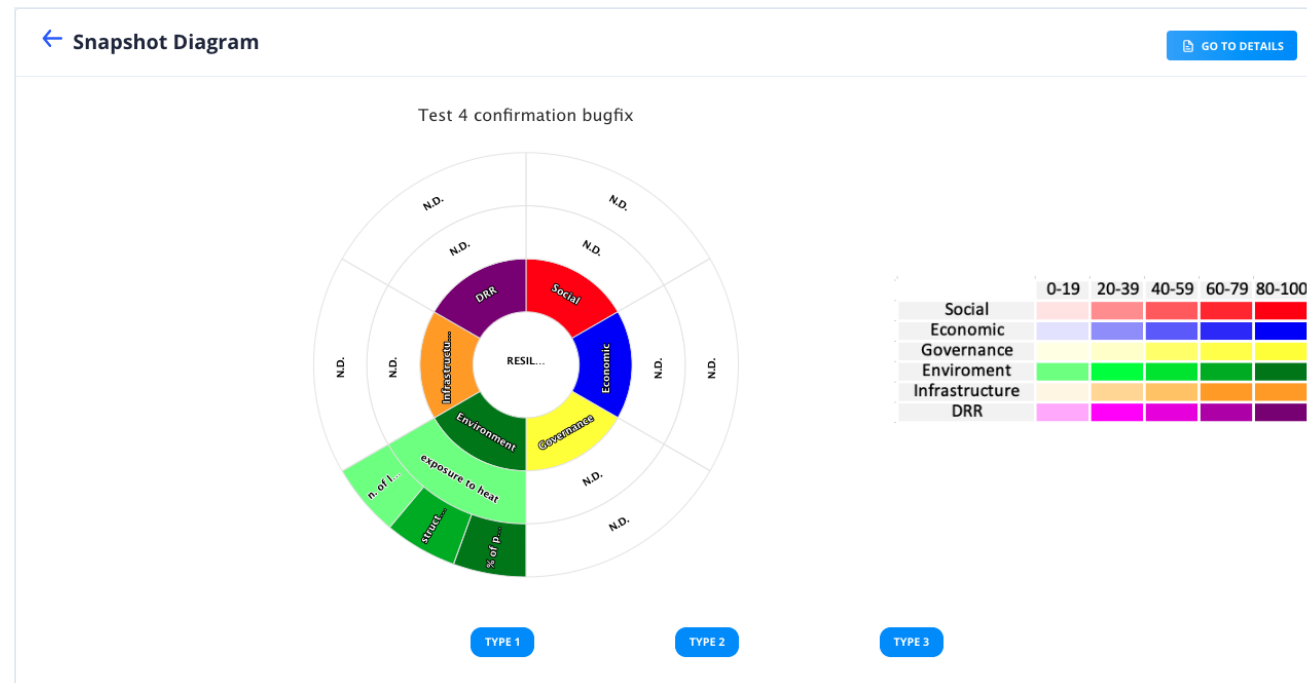 Snapshot Diagram
GO TO DETAILS
Test 4 confirmation bugfix
N.D.
N.D.
N.D.
N.D.
DRR
Social
N.D.
N.D.
Infrastructu...
RESIL...
Economic
N.D.
N.D.
Environment
Governance
exposure to heat
n. of l...
struct...
% of p...
N.D.
N.D.
0-19 20-39 40-59 60-79 80-100
Social
Economic
Governance
Enviroment
Infrastructure
DRR
TYPE 1
TYPE 2
TYPE 3